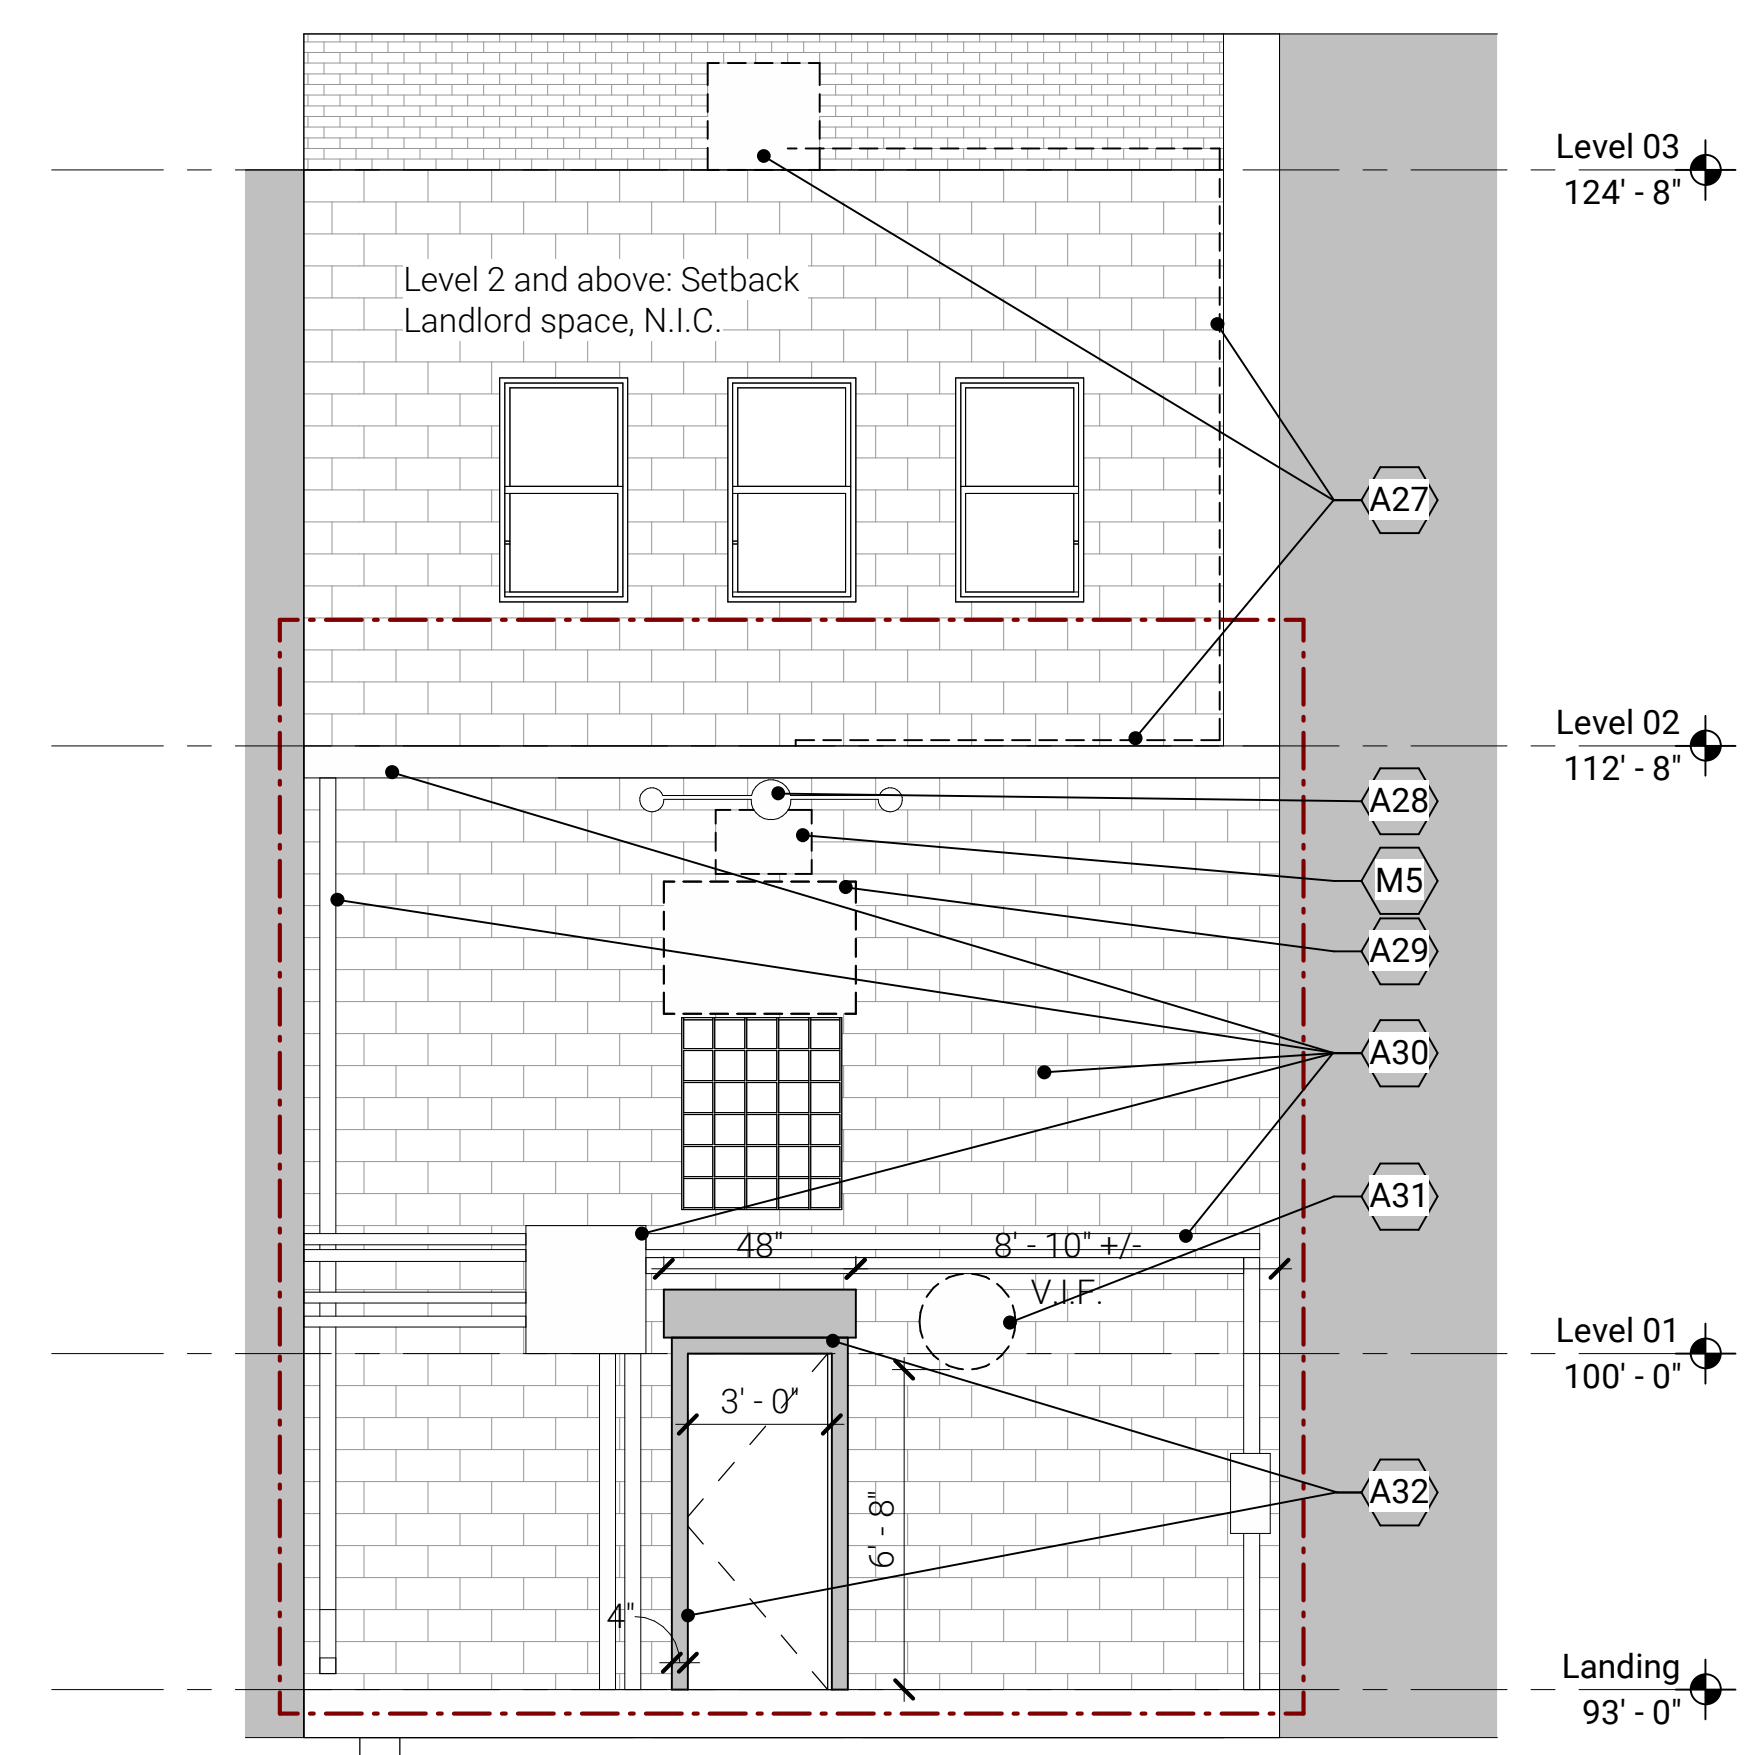 Level 03
124' - 8"
Level 2 and above: Setback
Landlord space, N.I.C.
A27
Level 02
112' - 8"
A28
M5
A29
A30
A31
48"
8' - 10" +/-
V.I.F.
Level 01
100' - 0"
3' - 0"
A32
6' - 8"
4"
Landing
93' - 0"